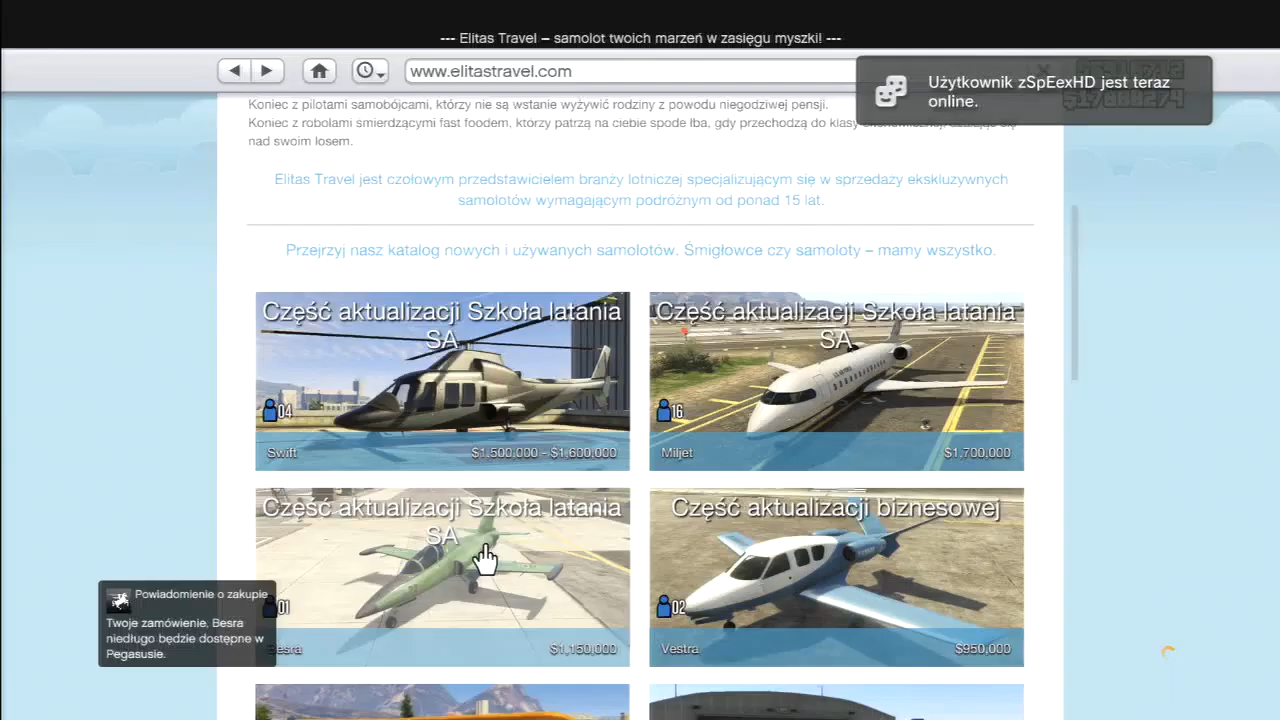 --- Elitas Travel – samolot twoich marzeń w zasięgu myszki! ---
www.elitastravel.com
Użytkownik zSpEexHD jest teraz
online.
Koniec z pilotami samobójcami, którzy nie są wstanie wyżywić rodziny z powodu niegodziwej pensji.
Koniec z robolami śmierdzącymi fast foodem, którzy patrzą na ciebie spode łba, gdy przechodzą do klasy
nad swoim losem.
Elitas Travel jest czołowym przedstawicielem branży lotniczej specjalizującym się w sprzedaży ekskluzywnych
samolotów wymagającym podróżnym od ponad 15 lat.
Przejrzyj nasz katalog nowych i używanych samolotów. Śmigłowce czy samoloty – mamy wszystko.
Część aktualizacji Szkoła latania
SA
04
Swift $1,500,000 - $1,600,000
Część aktualizacji Szkoła latania
SA
16
Miljet $1,700,000
Część aktualizacji Szkoła latania
SA
01
Besra $1,150,000
Część aktualizacji biznesowej
02
Vestra $950,000
Powiadomienie o zakupie
Twoje zamówienie, Besra
niedługo będzie dostępne w
Pegasusie.